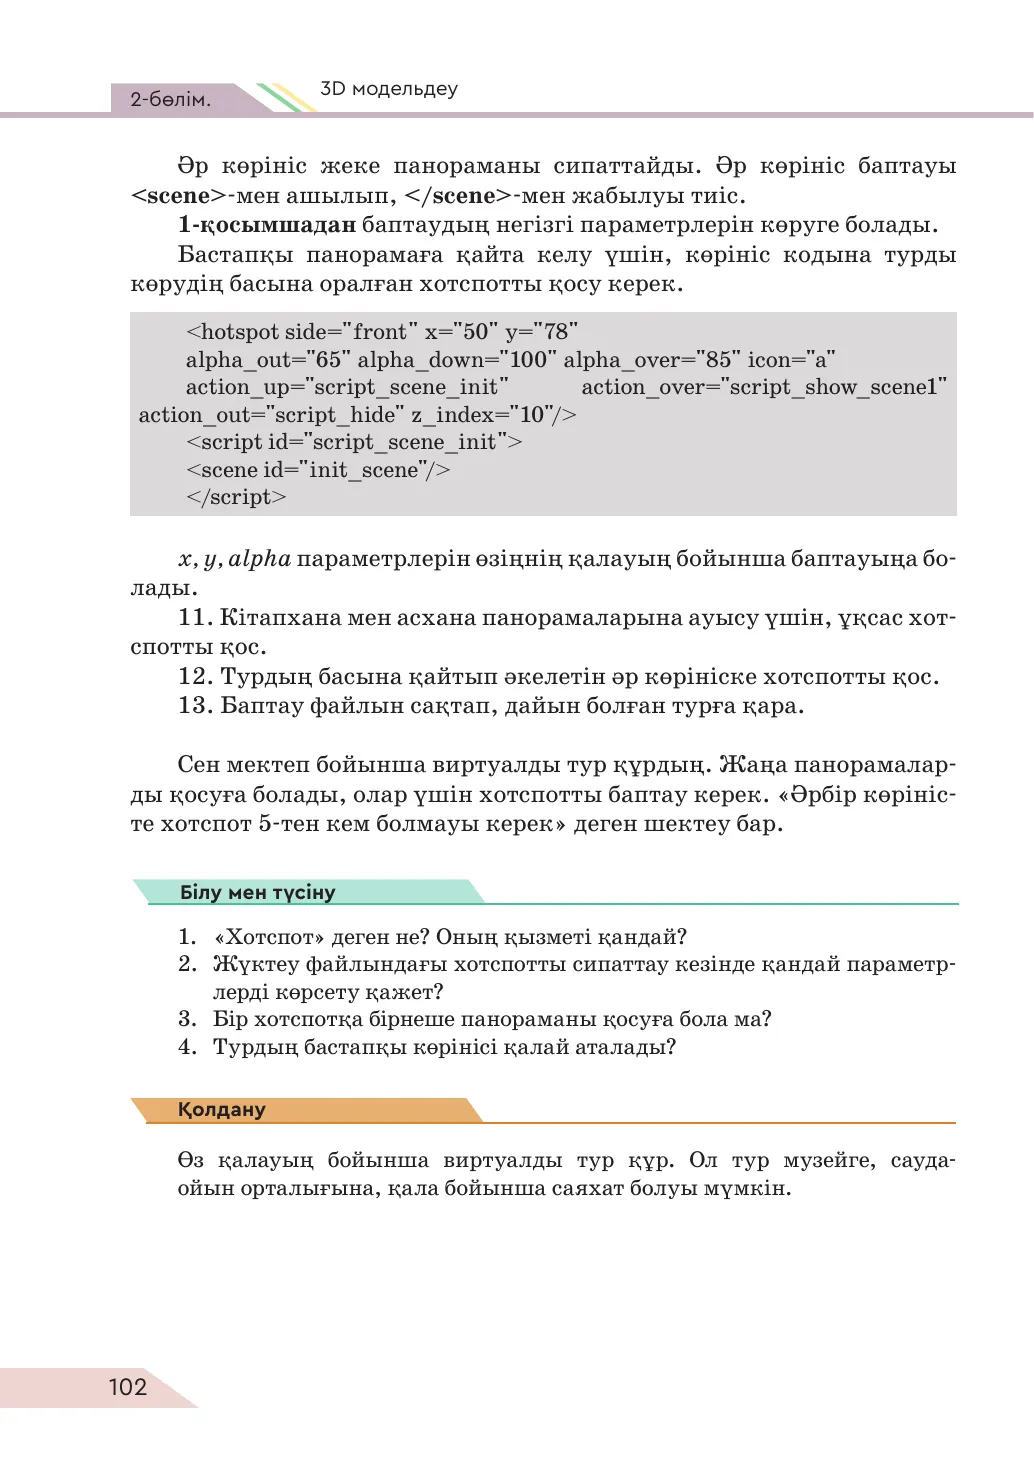 2-бөлім.
3D модельдеу
Әр көрініс жеке панораманы сипаттайды. Әр көрініс баптауы
<scene>-мен ашылып, </scene>-мен жабылуы тиіс.
1-қосымшадан баптаудың негізгі параметрлерін көруге болады.
Бастапқы панорамаға қайта келу үшін, көрініс кодына турды
көрудің басына оралған хотспотты қосу керек.
<hotspot side="front" x="50" y="78"
alpha_out="65" alpha_down="100" alpha_over="85" icon="a"
action_up="script_scene_init" action_over="script_show_scene1"
action_out="script_hide" z_index="10"/>
<script id="script_scene_init">
<scene id="init_scene"/>
</script>
x, y, alpha параметрлерін өзіңнің қалауың бойынша баптауыңа бо-
лады.
11. Кітапхана мен асхана панорамаларына ауысу үшін, ұқсас хот-
спотты қос.
12. Турдың басына қайтып әкелетін әр көрініске хотспотты қос.
13. Баптау файлын сақтап, дайын болған турға қара.
Сен мектеп бойынша виртуалды тур құрдың. Жаңа панорамалар-
ды қосуға болады, олар үшін хотспотты баптау керек. «Әрбір көрініс-
те хотспот 5-тен кем болмауы керек» деген шектеу бар.
Білу мен түсіну
1. «Хотспот» деген не? Оның қызметі қандай?
2. Жүктеу файлындағы хотспотты сипаттау кезінде қандай параметр-
лерді көрсету қажет?
3. Бір хотспотқа бірнеше панораманы қосуға бола ма?
4. Турдың бастапқы көрінісі қалай аталады?
Қолдану
Өз қалауың бойынша виртуалды тур құр. Ол тур музейге, сауда-
ойын орталығына, қала бойынша саяхат болуы мүмкін.
102